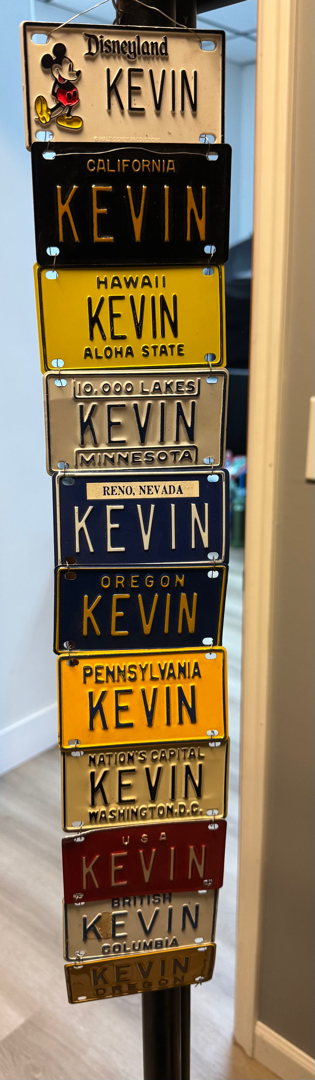 Disneyland
KEVIN
CALIFORNIA
KEVIN
HAWAII
KEVIN
ALOHA STATE
10,000 LAKES
KEVIN
MINNESOTA
RENO, NEVADA
KEVIN
OREGON
KEVIN
PENNSYLVANIA
KEVIN
NATION'S CAPITAL
KEVIN
WASHINGTON, D.C.
USA
KEVIN
BRITISH
KEVIN
COLUMBIA
KEVIN
OREGON